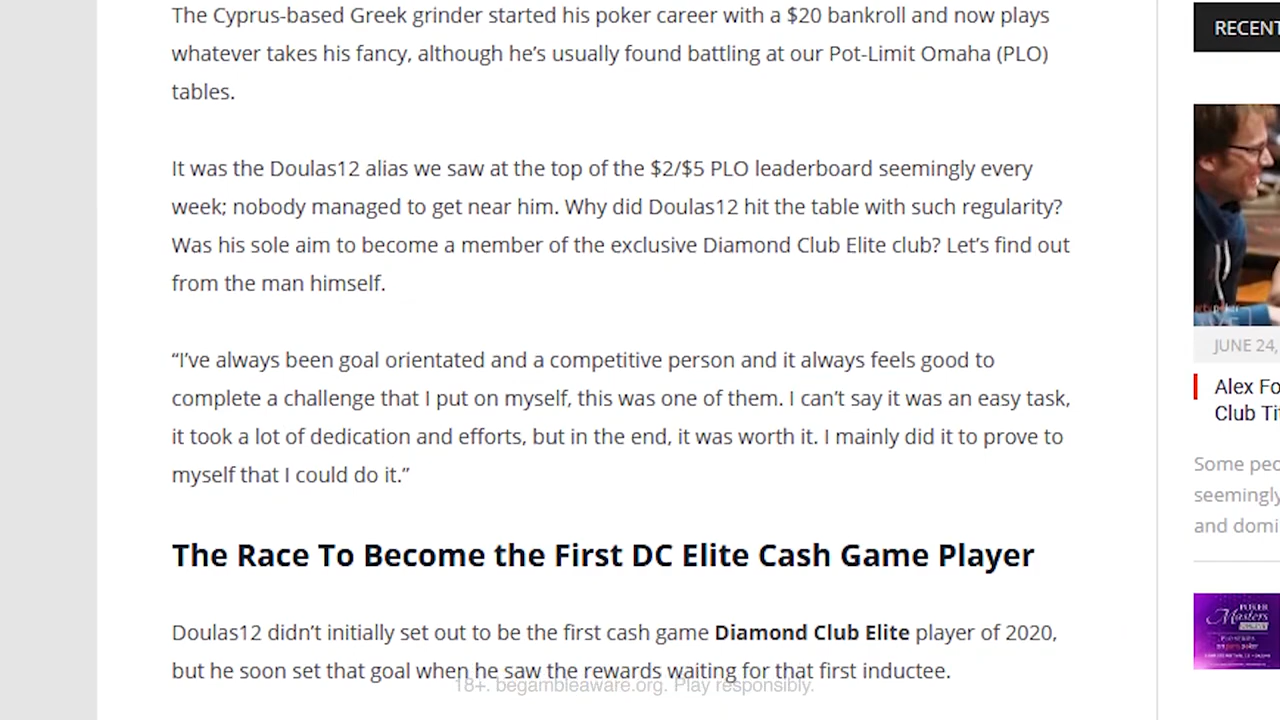 The Cyprus-based Greek grinder started his poker career with a $20 bankroll and now plays
whatever takes his fancy, although he’s usually found battling at our Pot-Limit Omaha (PLO)
tables.
It was the Doulas12 alias we saw at the top of the $2/$5 PLO leaderboard seemingly every
week; nobody managed to get near him. Why did Doulas12 hit the table with such regularity?
Was his sole aim to become a member of the exclusive Diamond Club Elite club? Let’s find out
from the man himself.
“I’ve always been goal orientated and a competitive person and it always feels good to
complete a challenge that I put on myself, this was one of them. I can’t say it was an easy task,
it took a lot of dedication and efforts, but in the end, it was worth it. I mainly did it to prove to
myself that I could do it.”
The Race To Become the First DC Elite Cash Game Player
Doulas12 didn’t initially set out to be the first cash game Diamond Club Elite player of 2020,
but he soon set that goal when he saw the rewards waiting for that first inductee.
18+. begambleaware.org. Play responsibly.
RECENT
JUNE 24,
Alex Fo
Club Ti
Some peo
seemingly
and domi
POKER
Masters